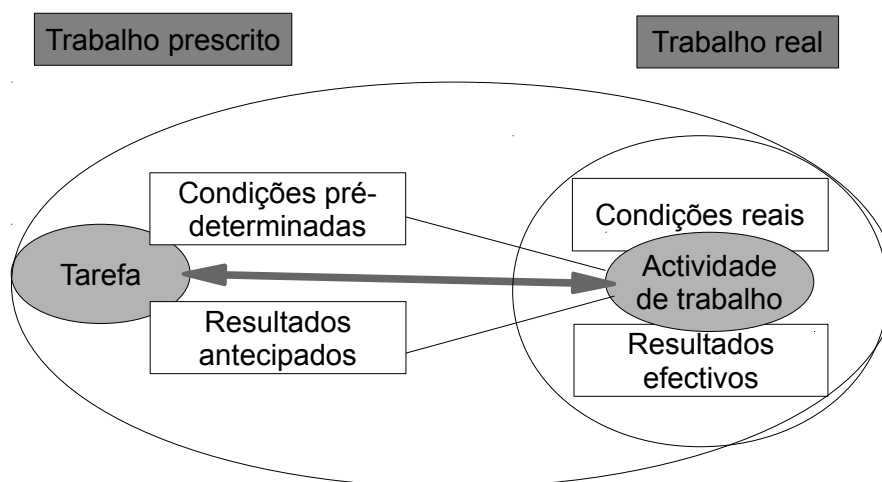 Trabalho prescrito
Trabalho real
Condições pré-
determinadas
Condições reais
Tarefa
Actividade
de trabalho
Resultados
antecipados
Resultados
efectivos